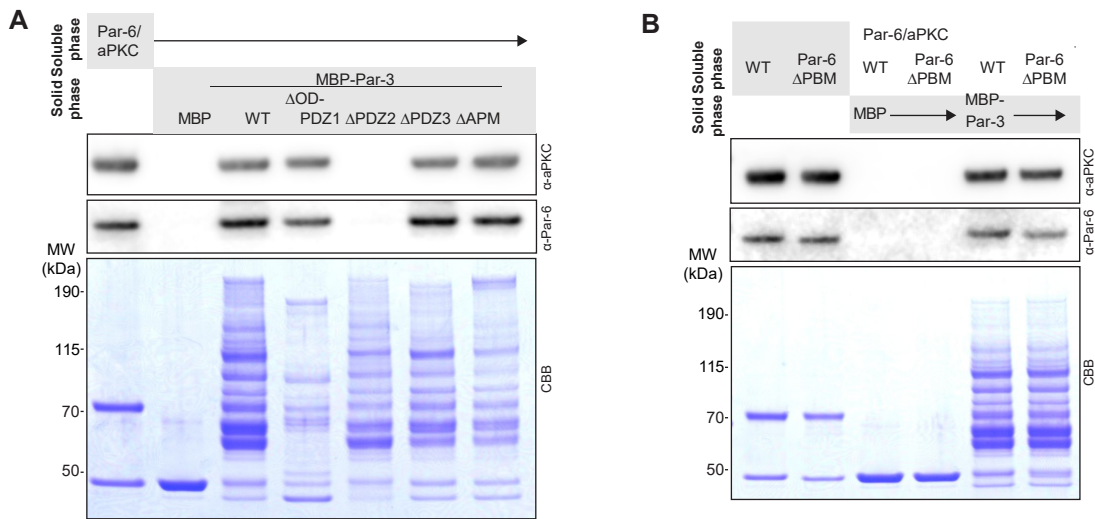 A
Soluble phase
Solid phase
Par-6/
aPKC
MBP-Par-3
MBP
WT
ΔOD-
PDZ1
ΔPDZ2
ΔPDZ3
ΔAPM
α-aPKC
α-Par-6
MW
(kDa)
190-
115-
70-
50-
CBB
B
Soluble phase
Solid phase
Par-6/aPKC
WT
Par-6
ΔPBM
WT
Par-6
ΔPBM
WT
Par-6
ΔPBM
MBP
MBP-
Par-3
α-aPKC
α-Par-6
MW
(kDa)
190-
115-
70-
50-
CBB